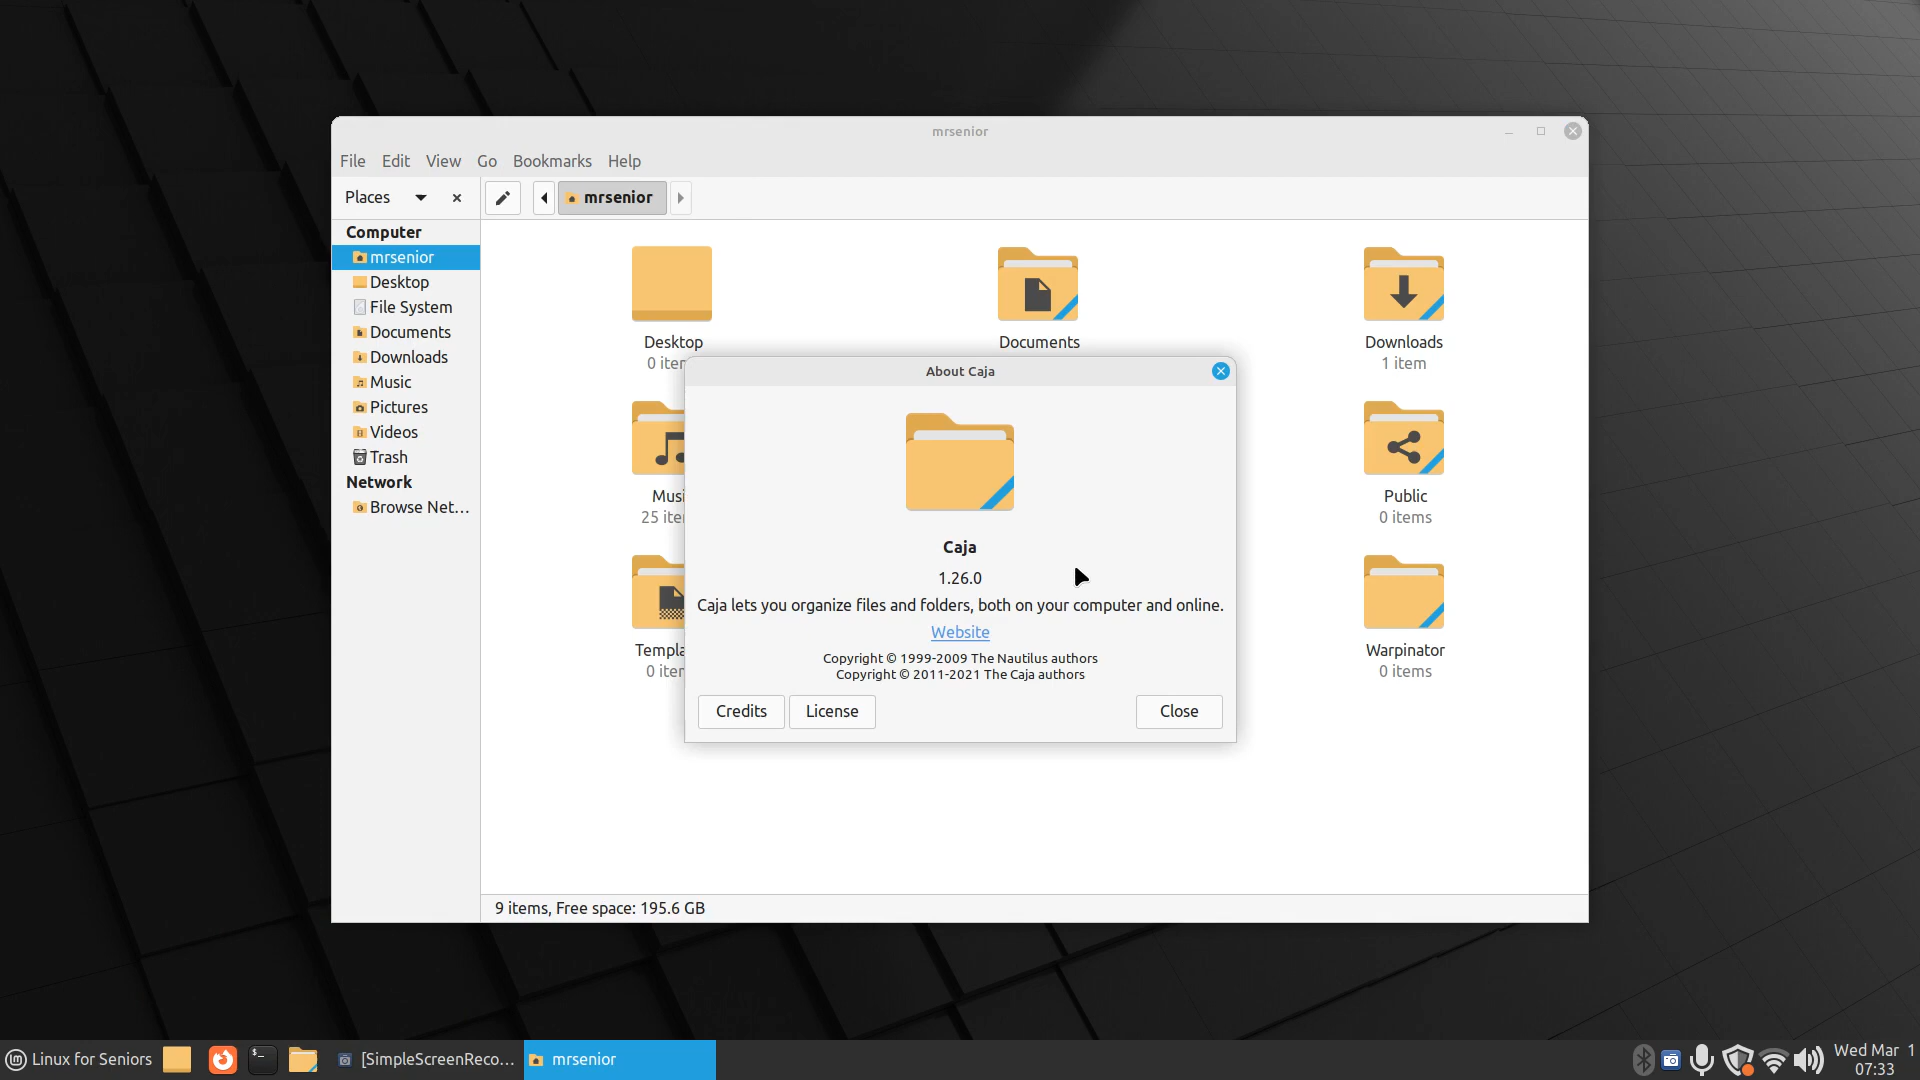 mrsenior
File Edit View Go Bookmarks Help
Places
mrsenior
Computer
mrsenior
Desktop
File System
Documents
Downloads
Music
Pictures
Videos
Trash
Network
Browse Net...
Desktop
Documents
Downloads
1 item
Public
0 items
Warpinator
0 items
About Caja
Caja
1.26.0
Caja lets you organize files and folders, both on your computer and online.
Website
Copyright © 1999-2009 The Nautilus authors
Copyright © 2011-2021 The Caja authors
Credits License Close
9 items, Free space: 195.6 GB
Linux for Seniors [SimpleScreenReco... mrsenior
Wed Mar 1
07:33